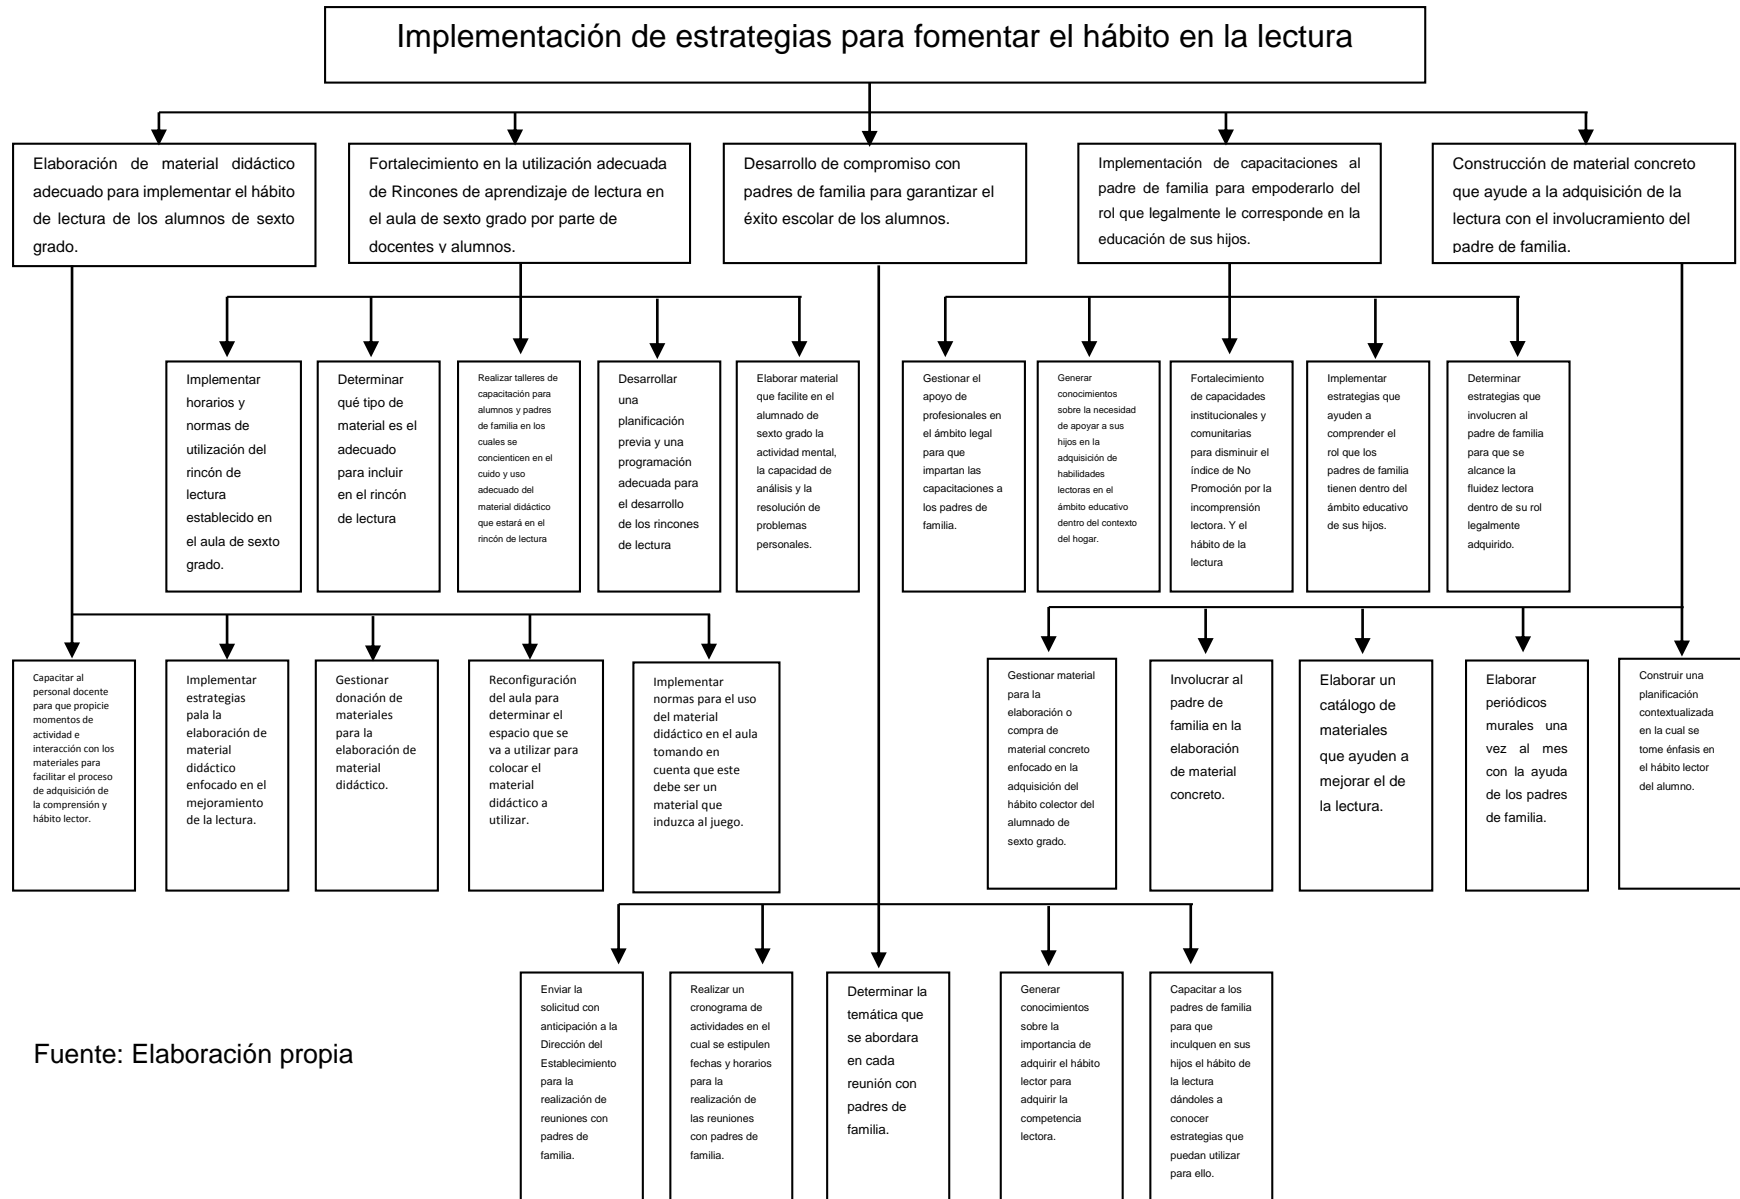 Implementación de estrategias para fomentar el hábito en la lectura
Elaboración de material didáctico
adecuado para implementar el hábito
de lectura de los alumnos de sexto
grado.
Fortalecimiento en la utilización adecuada
de Rincones de aprendizaje de lectura en
el aula de sexto grado por parte de
docentes y alumnos.
Desarrollo de compromiso con
padres de familia para garantizar el
éxito escolar de los alumnos.
Implementación de capacitaciones al
padre de familia para empoderarlo del
rol que legalmente le corresponde en la
educación de sus hijos.
Construcción de material concreto
que ayude a la adquisición de la
lectura con el involucramiento del
padre de familia.
Implementar
horarios y
normas de
utilización del
rincón de
lectura
establecido en
el aula de sexto
grado.
Determinar
qué tipo de
material es el
adecuado
para incluir
en el rincón
de lectura
Realizar talleres de
capacitación para
alumnos y padres
de familia en los
cuales se
concienticen en el
cuido y uso
adecuado del
material didáctico
que estará en el
rincón de lectura
Desarrollar
una
planificación
previa y una
programación
adecuada para
el desarrollo
de los rincones
de lectura
Elaborar material
que facilite en el
alumnado de
sexto grado la
actividad mental,
la capacidad de
análisis y la
resolución de
problemas
personales.
Gestionar el
apoyo de
profesionales en
el ámbito legal
para que
impartan las
capacitaciones a
los padres de
familia.
Generar
conocimientos
sobre la necesidad
de apoyar a sus
hijos en la
adquisición de
habilidades
lectoras en el
ámbito educativo
dentro del contexto
del hogar.
Fortalecimiento
de capacidades
institucionales y
comunitarias
para disminuir el
índice de No
Promoción por la
incomprensión
lectora. Y el
hábito de la
lectura
Implementar
estrategias que
ayuden a
comprender el
rol que los
padres de familia
tienen dentro del
ámbito educativo
de sus hijos.
Determinar
estrategias que
involucren al
padre de familia
para que se
alcance la
fluidez lectora
dentro de su rol
legalmente
adquirido.
Capacitar al
personal docente
para que propicie
momentos de
actividad e
interacción con los
materiales para
facilitar el proceso
de adquisición de
la comprensión y
hábito lector.
Implementar
estrategias
pala la
elaboración de
material
didáctico
enfocado en el
mejoramiento
de la lectura.
Gestionar
donación de
materiales
para la
elaboración de
material
didáctico.
Reconfiguración
del aula para
determinar el
espacio que se
va a utilizar para
colocar el
material
didáctico a
utilizar.
Implementar
normas para el uso
del material
didáctico en el aula
tomando en
cuenta que este
debe ser un
material que
induzca al juego.
Gestionar material
para la
elaboración o
compra de
material concreto
enfocado en la
adquisición del
hábito colector del
alumnado de
sexto grado.
Involucrar al
padre de
familia en la
elaboración
de material
concreto.
Elaborar un
catálogo de
materiales
que ayuden a
mejorar el de
la lectura.
Elaborar
periódicos
murales una
vez al mes
con la ayuda
de los padres
de familia.
Construir una
planificación
contextualizada
en la cual se
tome énfasis en
el hábito lector
del alumno.
Enviar la
solicitud con
anticipación a la
Dirección del
Establecimiento
para la
realización de
reuniones con
padres de
familia.
Realizar un
cronograma de
actividades en el
cual se estipulen
fechas y horarios
para la
realización de
las reuniones
con padres de
familia.
Determinar la
temática que
se abordara
en cada
reunión con
padres de
familia.
Generar
conocimientos
sobre la
importancia de
adquirir el hábito
lector para
adquirir la
competencia
lectora.
Capacitar a los
padres de familia
para que
inculquen en sus
hijos el hábito de
la lectura
dándoles a
conocer
estrategias que
puedan utilizar
para ello.
Fuente: Elaboración propia